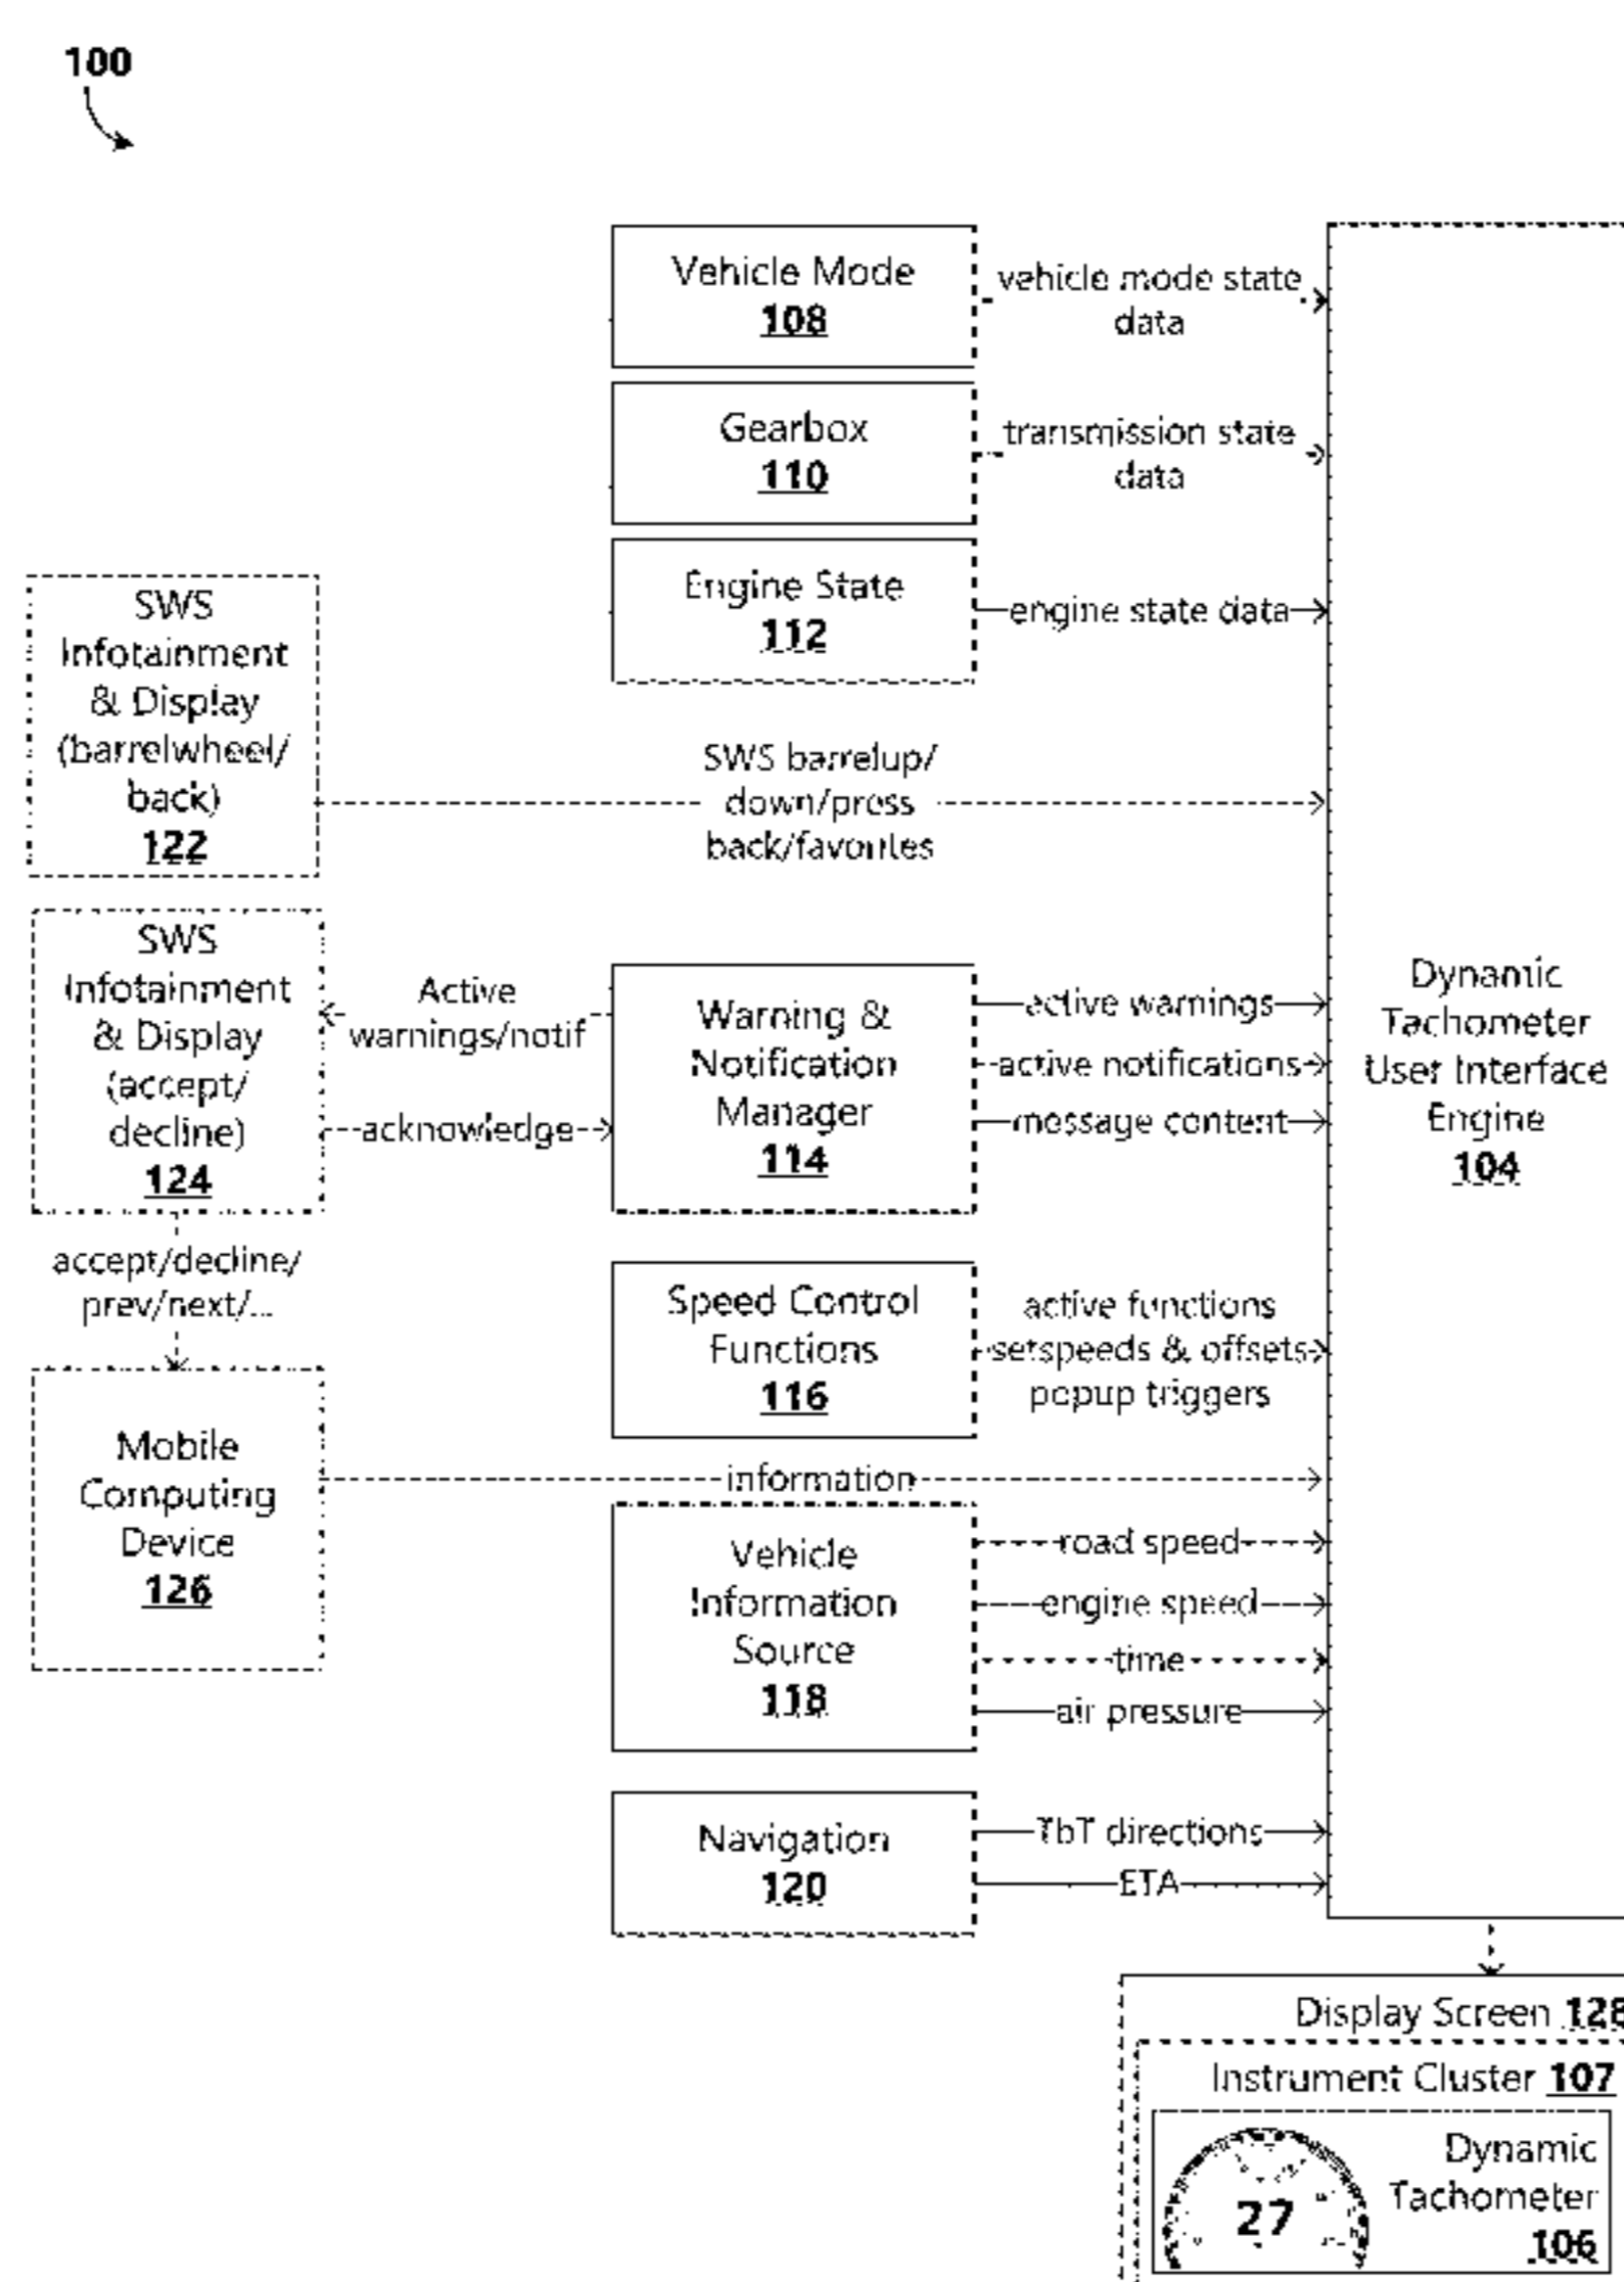 100
Vehicle Mode
108
vehicle mode state
data
Gearbox
110
transmission state
data
Engine State
112
engine state data
SWS
Infotainment
& Display
(barrelwheel/
back)
122
SWS barrelup/
down/press
back/favorites
SWS
Infotainment
& Display
(accept/
decline)
124
Active
warnings/notif
acknowledge
Warning &
Notification
Manager
114
active warnings
active notifications
message content
Dynamic
Tachometer
User Interface
Engine
104
accept/decline/
prev/next/...
Speed Control
Functions
116
active functions
setspeeds & offsets
popup triggers
Mobile
Computing
Device
126
information
Vehicle
Information
Source
118
road speed
engine speed
time
air pressure
Navigation
120
TbT directions
ETA
Display Screen 128
Instrument Cluster 107
27
Dynamic
Tachometer
106